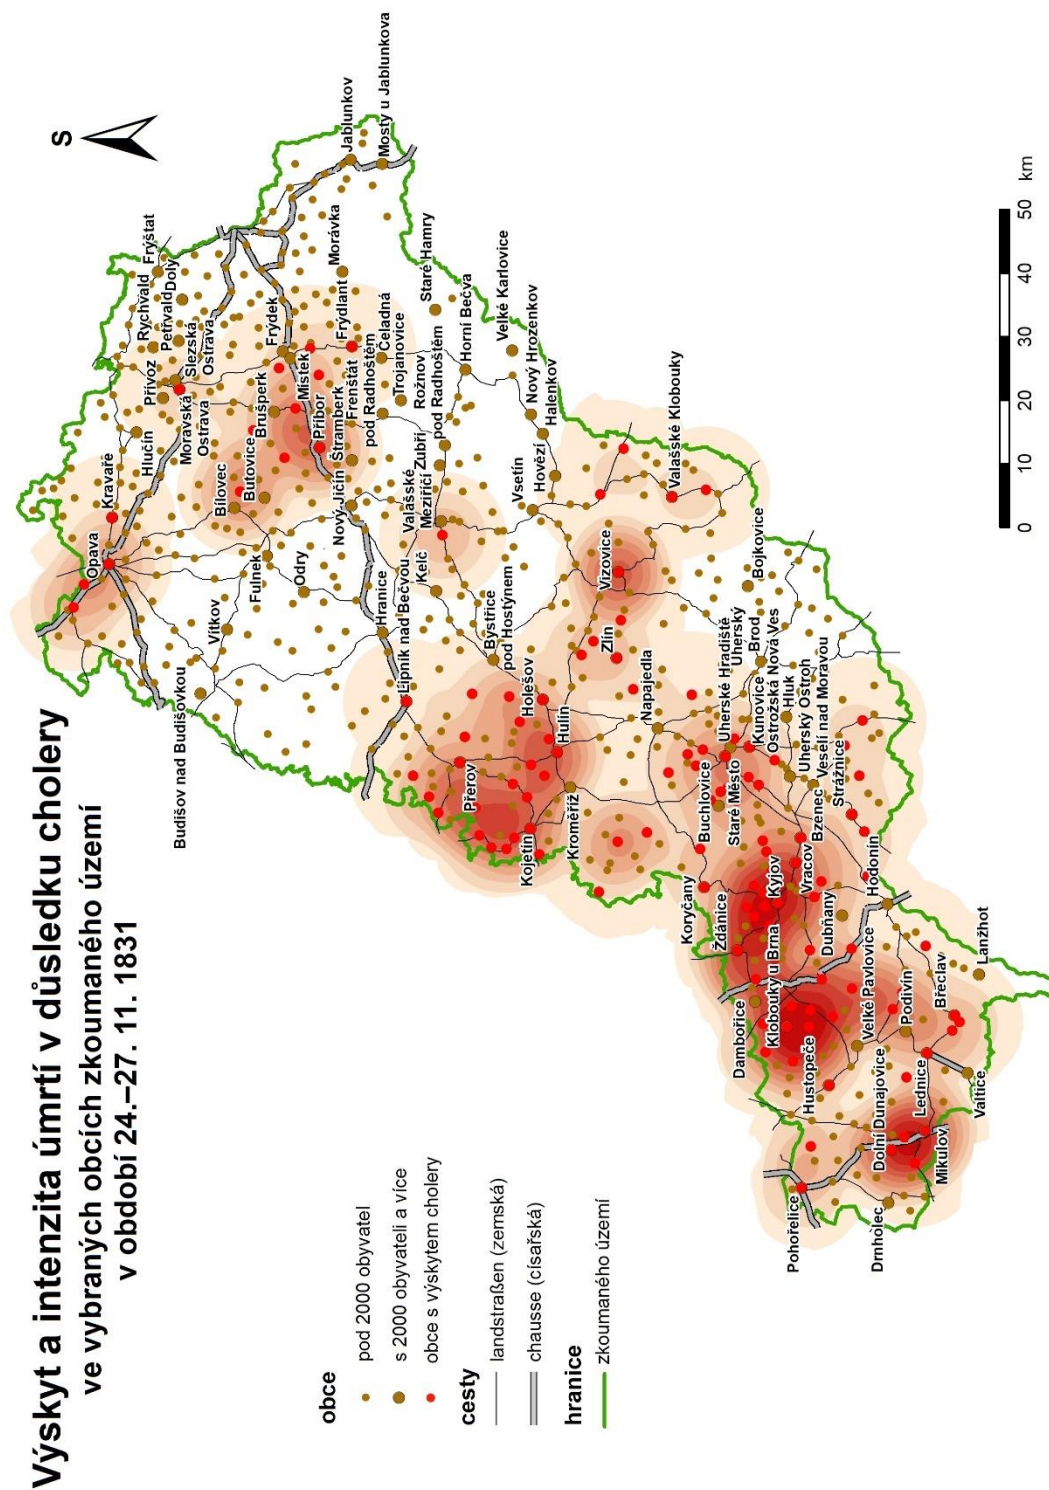 Výskyt a intenzita úmrtí v důsledku cholery
ve vybraných obcích zkoumaného území
v období 24.–27. 11. 1831
S
obce
pod 2000 obyvatel
s 2000 obyvateli a více
obce s výskytem cholery
cesty
landstraßen (zemská)
chausse (císařská)
hranice
zkoumaného území
0 10 20 30 40 50 km
Opava
Kravaře
Hlučín
Přívoz
Rychvald
Petřvald
Doly
Fryštat
Moravská
Ostrava
Slezská
Ostrava
Budišov nad Budišovkou
Vítkov
Bílovec
Butovice
Fulnek
Odry
Brušperk
Místek
Frýdek
Příbor
Štramberk
Nový Jičín
Frenštát
pod Radhoštěm
Frýdlant
Čeladná
Trojanovice
Morávka
Jablunkov
Mosty u Jablunkova
Staré Hamry
Hranice
Lipník nad Bečvou
Kelč
Valašské
Meziříčí
Zubří
Rožnov
pod Radhoštěm
Horní Bečva
Velké Karlovice
Nový Hrozenkov
Halenkov
Hovězí
Vsetín
Bystřice
pod Hostýnem
Přerov
Holešov
Hulín
Kojetín
Kroměříž
Zlín
Vizovice
Valašské Klobouky
Napajedla
Bojkovice
Uherské Hradiště
Uherský
Brod
Kunovice
Ostrožská Nová Ves
Hluk
Uherský Ostroh
Veselí nad Moravou
Strážnice
Buchlovice
Staré Město
Bzenec
Vracov
Kyjov
Koryčany
Ždánice
Dubňany
Hodonín
Klobouky u Brna
Dambořice
Hustopeče
Velké Pavlovice
Podivín
Břeclav
Lanžhot
Lednice
Valtice
Dolní Dunajovice
Mikulov
Pohořelice
Drnhólec